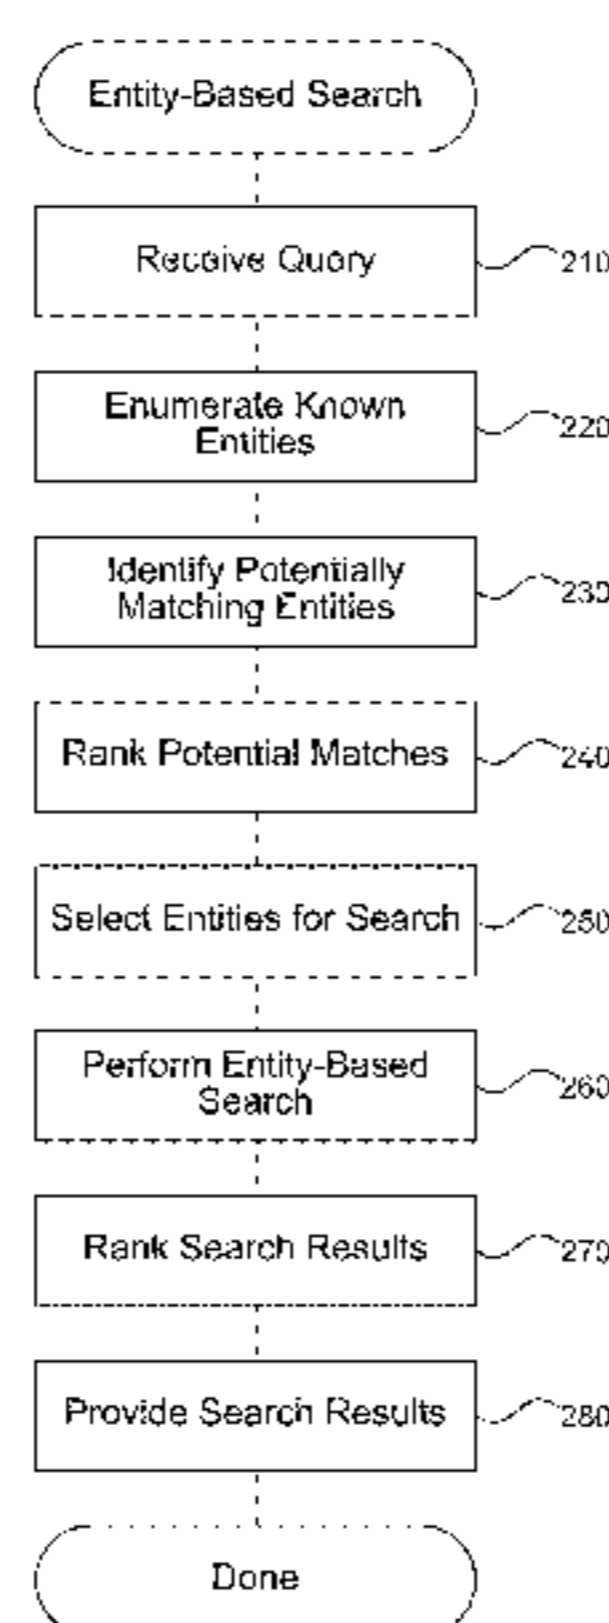 Entity-Based Search
Receive Query
210
Enumerate Known
Entities
220
Identify Potentially
Matching Entities
230
Rank Potential Matches
240
Select Entities for Search
250
Perform Entity-Based
Search
260
Rank Search Results
270
Provide Search Results
280
Done